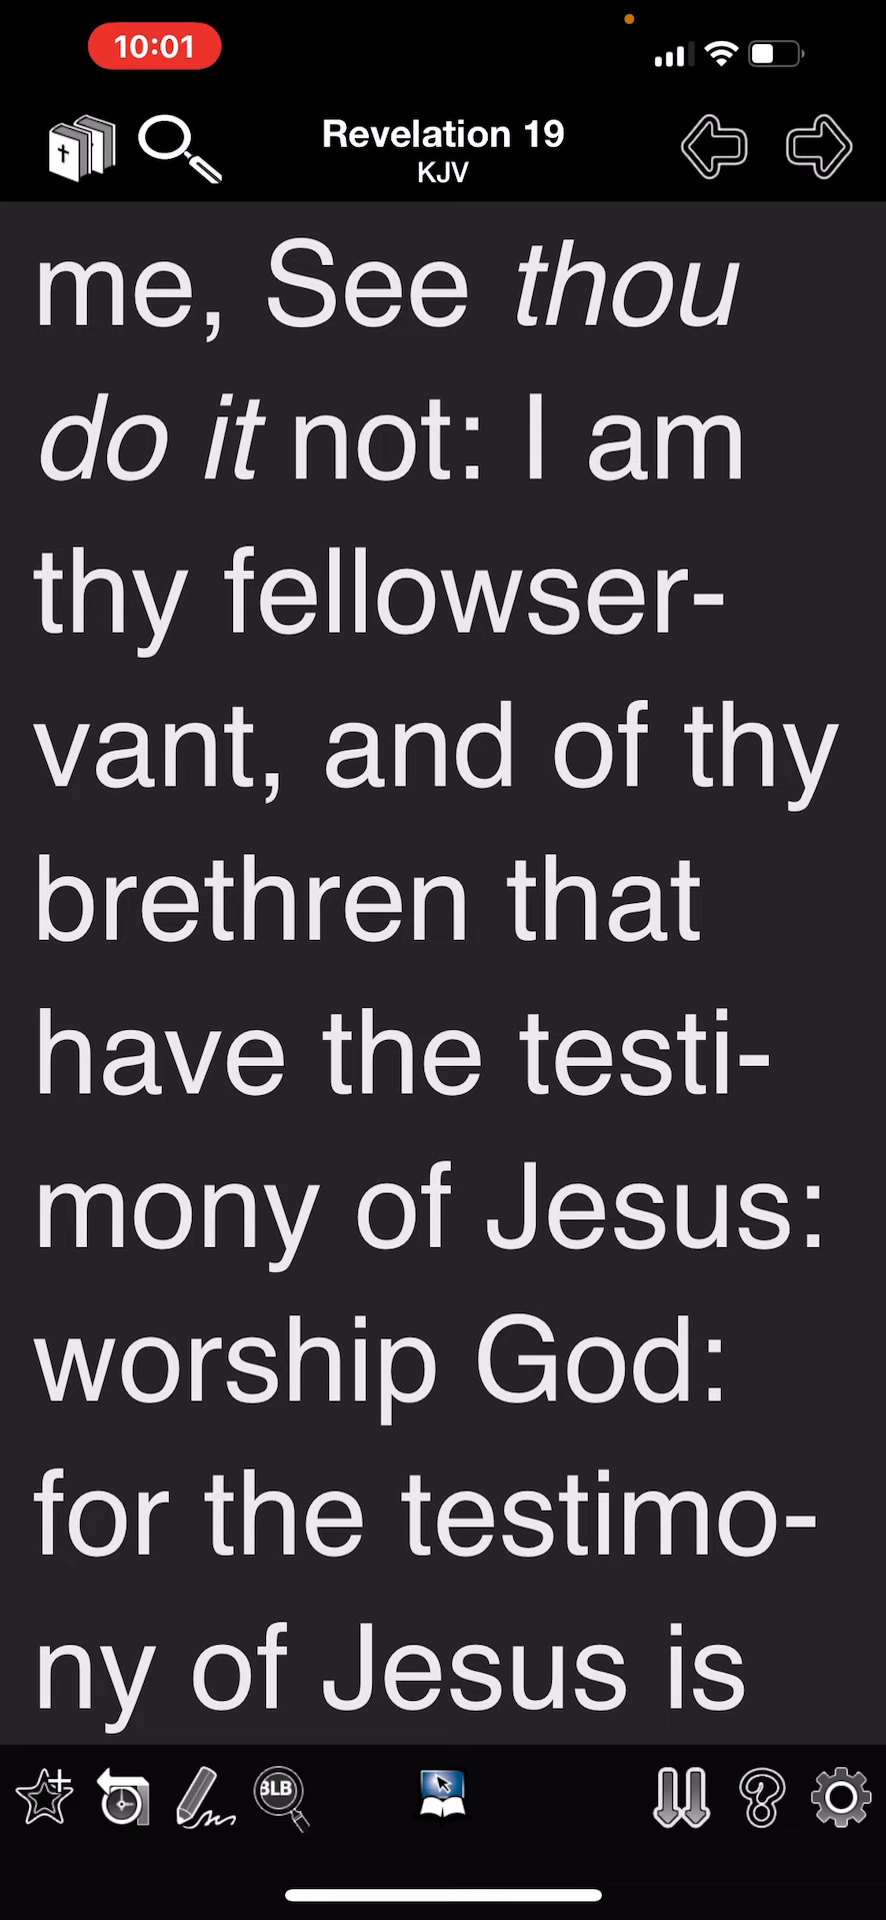 10:01
Revelation 19
KJV
me, See thou
do it not: I am
thy fellowser-
vant, and of thy
brethren that
have the testi-
mony of Jesus:
worship God:
for the testimo-
ny of Jesus is
BLB